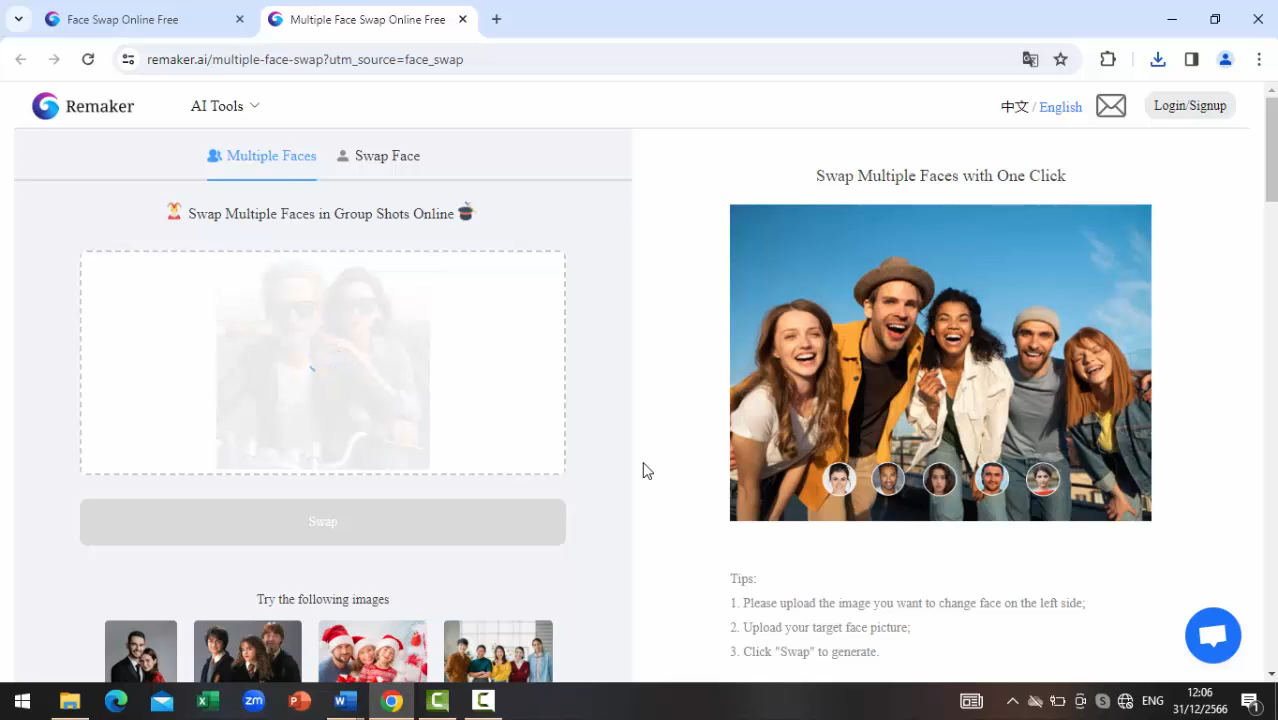 Face Swap Online Free
Multiple Face Swap Online Free
remaker.ai/multiple-face-swap?utm_source=face_swap
Remaker
AI Tools
中文 / English
Login/Signup
Multiple Faces
Swap Face
Swap Multiple Faces in Group Shots Online
Swap
Try the following images
Swap Multiple Faces with One Click
Tips:
1. Please upload the image you want to change face on the left side;
2. Upload your target face picture;
3. Click "Swap" to generate.
ENG
12:06
31/12/2566